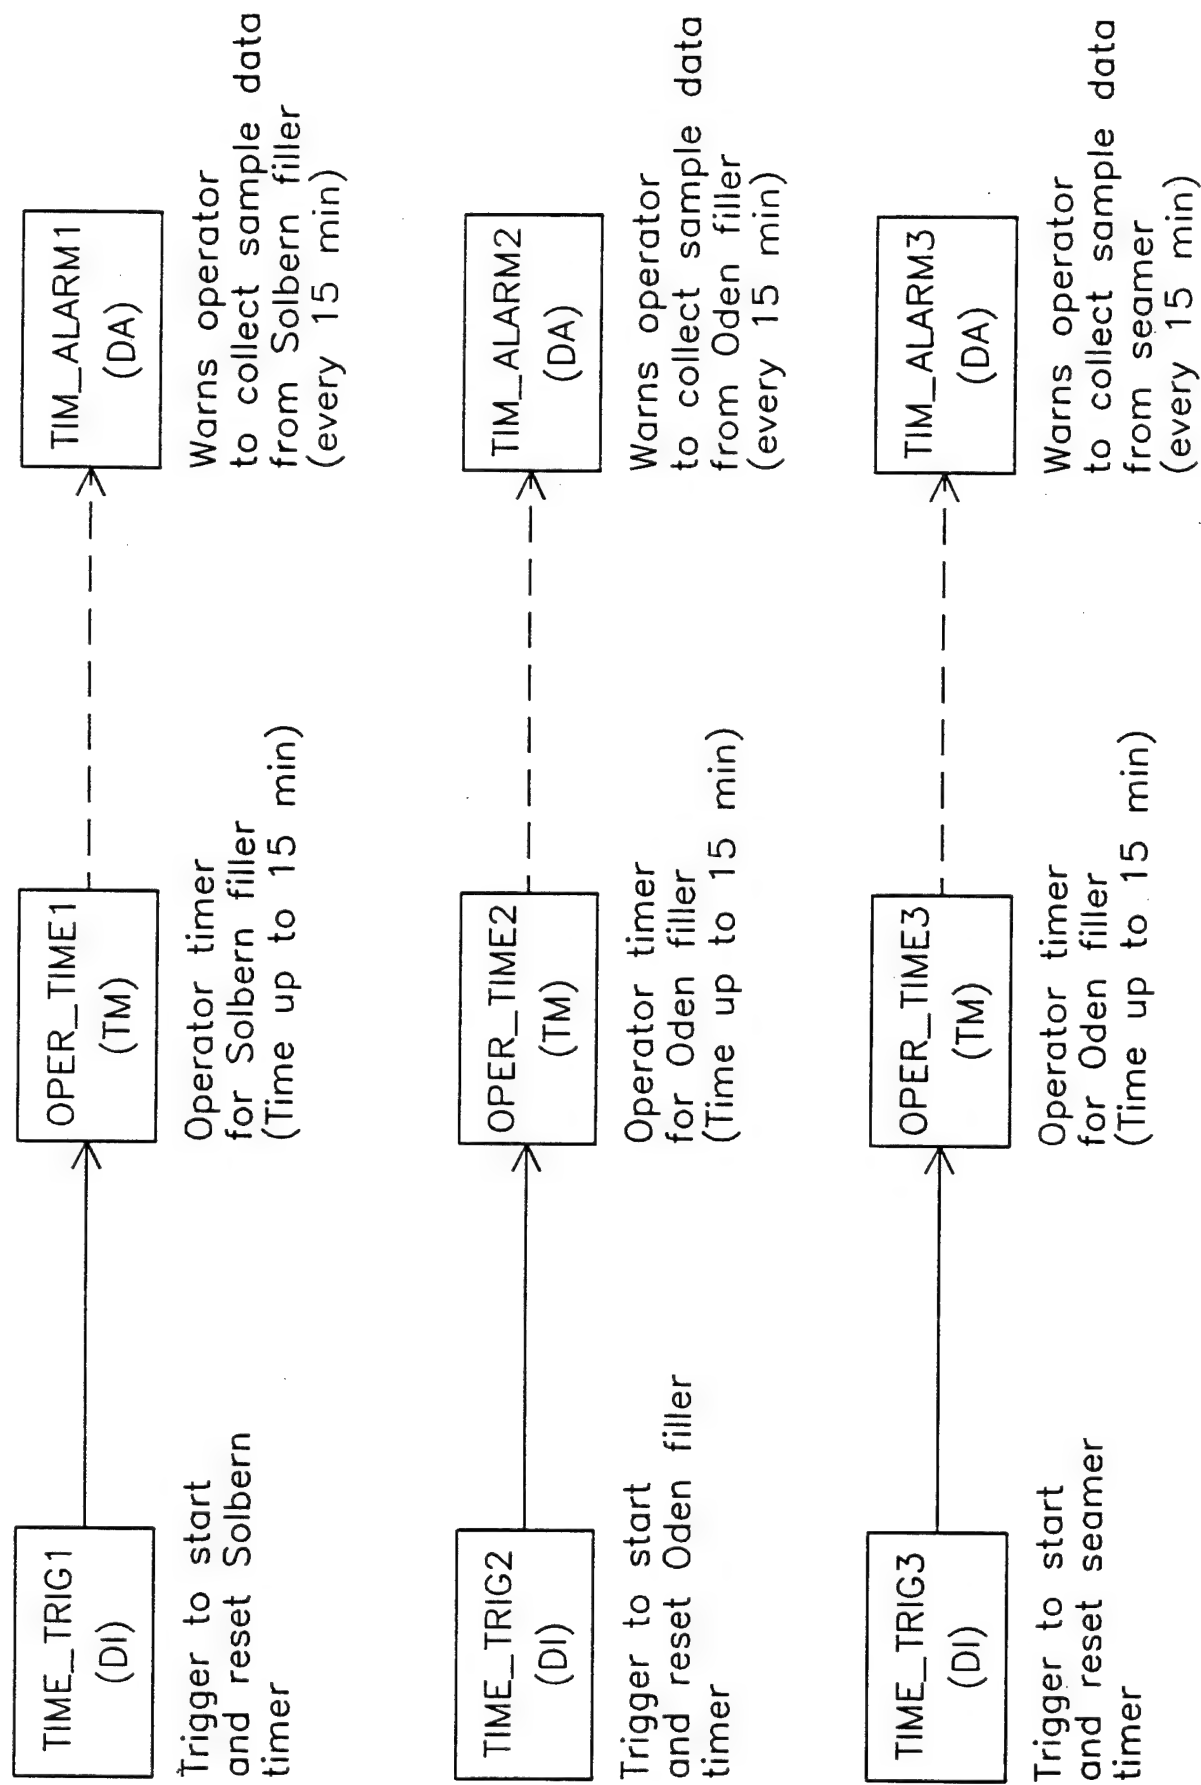 TIME_TRIG1
(DI)
Trigger to start
and reset Solbern
timer
OPER_TIME1
(TM)
Operator timer
for Solbern filler
(Time up to 15 min)
TIM_ALARM1
(DA)
Warns operator
to collect sample data
from Solbern filler
(every 15 min)
TIME_TRIG2
(DI)
Trigger to start
and reset Oden filler
timer
OPER_TIME2
(TM)
Operator timer
for Oden filler
(Time up to 15 min)
TIM_ALARM2
(DA)
Warns operator
to collect sample data
from Oden filler
(every 15 min)
TIME_TRIG3
(DI)
Trigger to start
and reset seamer
timer
OPER_TIME3
(TM)
Operator timer
for Oden filler
(Time up to 15 min)
TIM_ALARM3
(DA)
Warns operator
to collect sample data
from seamer
(every 15 min)